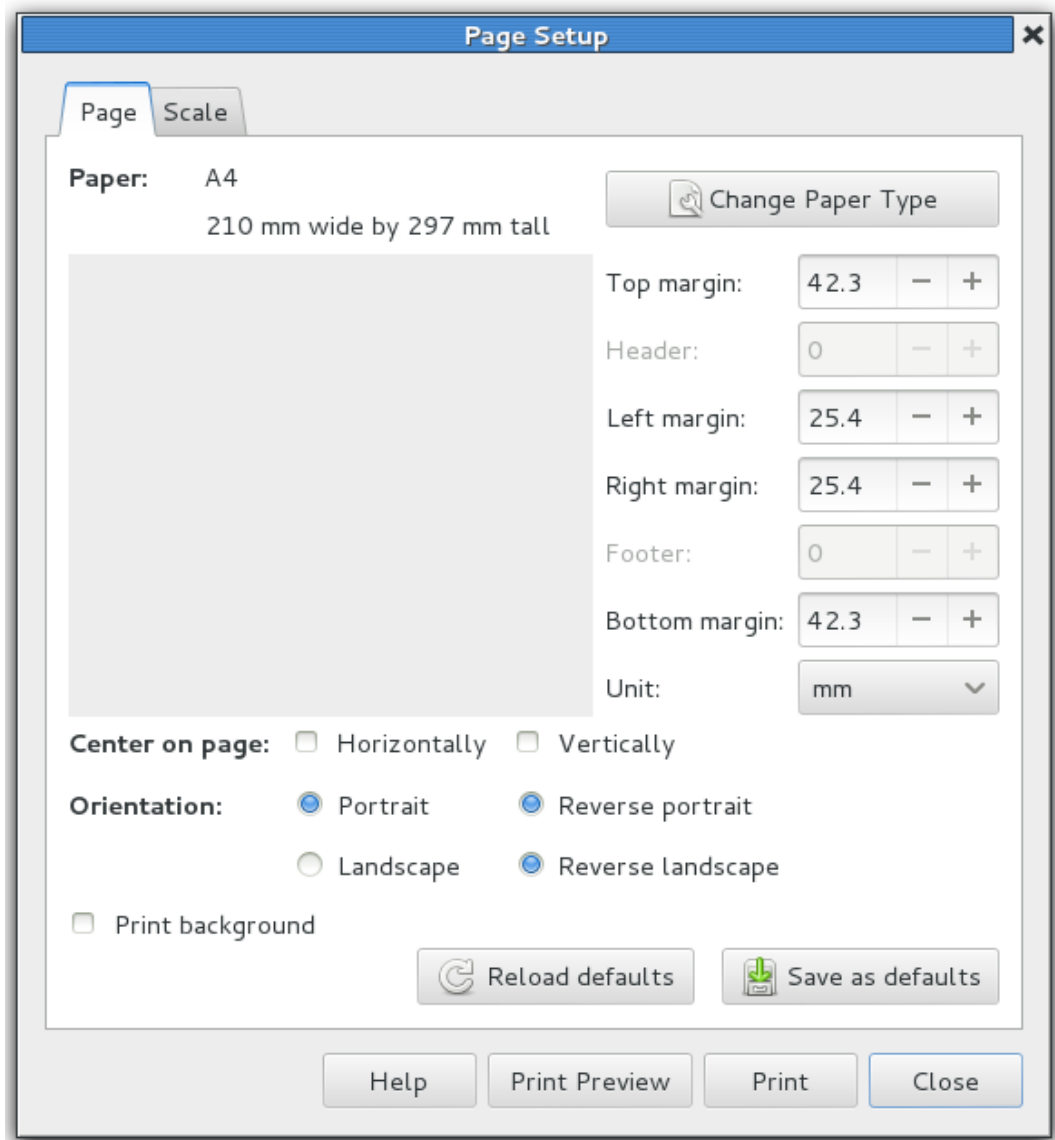 Page Setup
Page
Scale
Paper: A4
210 mm wide by 297 mm tall
Change Paper Type
Top margin: 42.3
Header: 0
Left margin: 25.4
Right margin: 25.4
Footer: 0
Bottom margin: 42.3
Unit: mm
Center on page: Horizontally Vertically
Orientation: Portrait Reverse portrait
Landscape Reverse landscape
Print background
Reload defaults Save as defaults
Help Print Preview Print Close